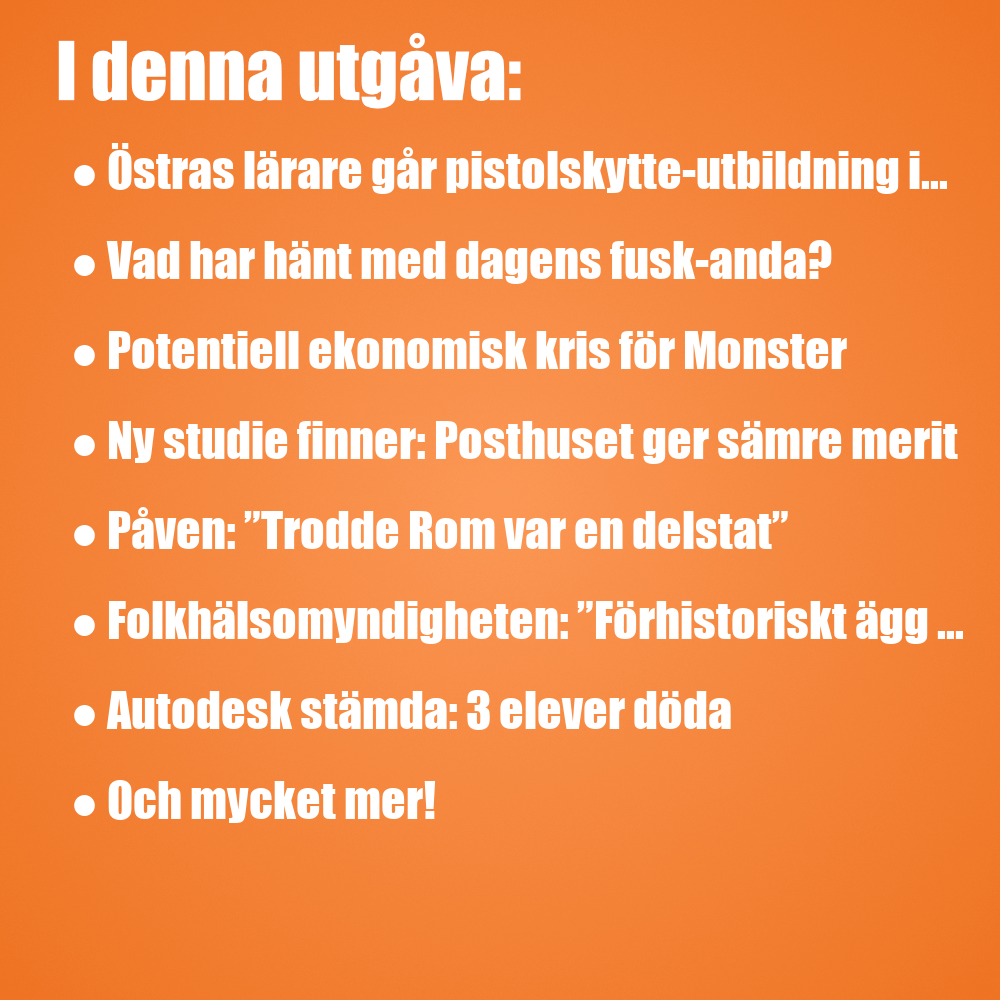 I denna utgåva:
• Östras lärare går pistolskytte-utbildning i...
• Vad har hänt med dagens fusk-anda?
• Potentiell ekonomisk kris för Monster
• Ny studie finner: Posthuset ger sämre merit
• Påven: ”Trodde Rom var en delstat”
• Folkhälsomyndigheten: ”Förhistoriskt ägg ...
• Autodesk stämda: 3 elever döda
• Och mycket mer!